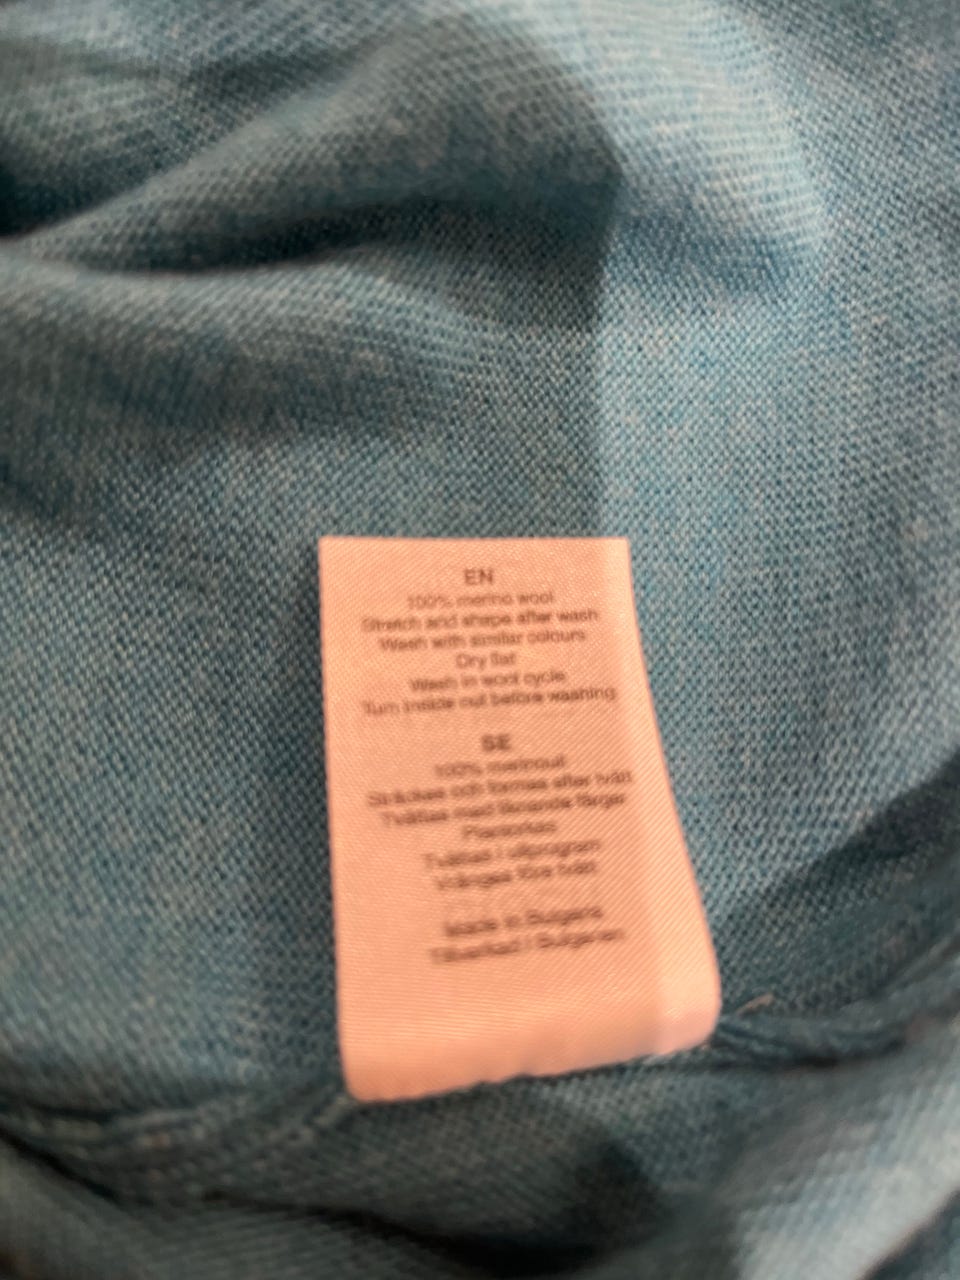 EN
100% merino wool
Stretch and shape after wash
Wash with similar colours
Dry flat
Wash in wool cycle
Turn inside out before washing
SE
100% merinoull
Sträckes och formas efter tvätt
Tvättas med liknande färger
Plantorkas
Tvättas i ullprogram
Vränges före tvätt
Made in Bulgaria
Tillverkad i Bulgarien